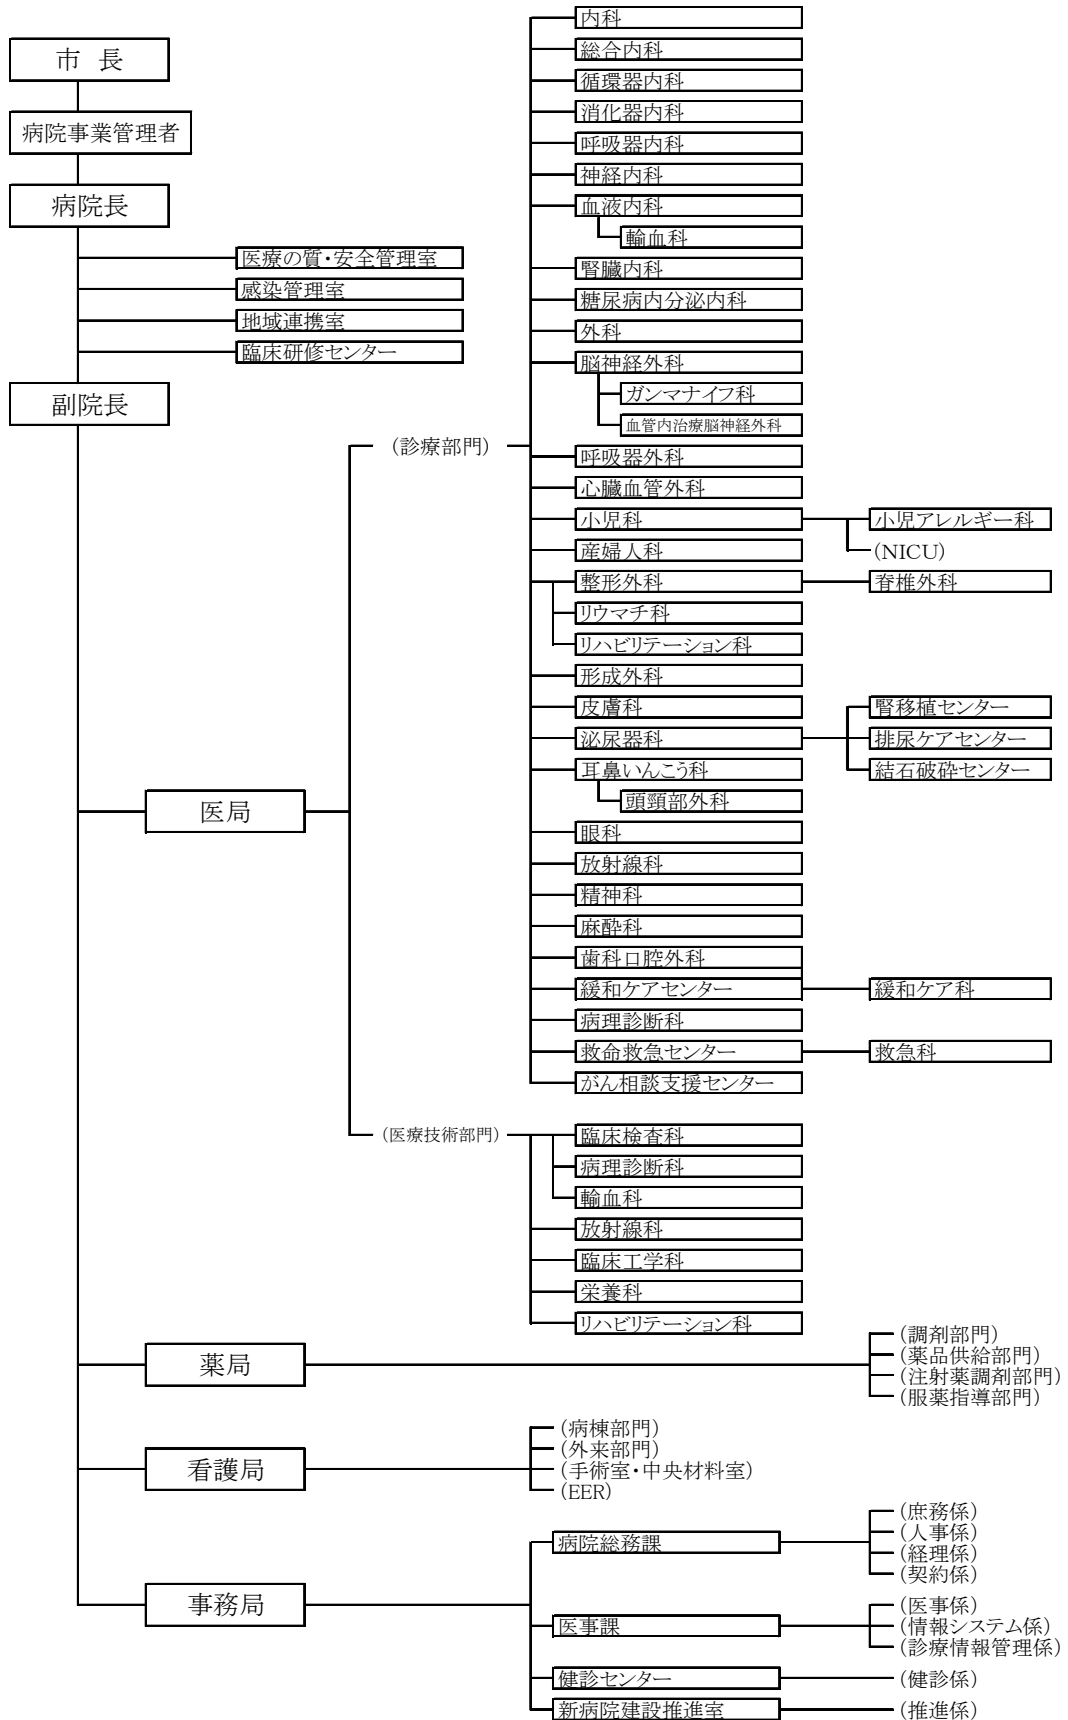 市 長
病院事業管理者
病院長
医療の質・安全管理室
感染管理室
地域連携室
臨床研修センター
副院長
医局
(診療部門)
内科
総合内科
循環器内科
消化器内科
呼吸器内科
神経内科
血液内科
輸血科
腎臓内科
糖尿病内分泌内科
外科
脳神経外科
ガンマナイフ科
血管内治療脳神経外科
呼吸器外科
心臓血管外科
小児科
小児アレルギー科
(NICU)
産婦人科
整形外科
脊椎外科
リウマチ科
リハビリテーション科
形成外科
皮膚科
泌尿器科
腎移植センター
排尿ケアセンター
結石破砕センター
耳鼻いんこう科
頭頸部外科
眼科
放射線科
精神科
麻酔科
歯科口腔外科
緩和ケアセンター
緩和ケア科
病理診断科
救命救急センター
救急科
がん相談支援センター
(医療技術部門)
臨床検査科
病理診断科
輸血科
放射線科
臨床工学科
栄養科
リハビリテーション科
薬局
(調剤部門)
(薬品供給部門)
(注射薬調剤部門)
(服薬指導部門)
看護局
(病棟部門)
(外来部門)
(手術室・中央材料室)
(EER)
事務局
病院総務課
(庶務係)
(人事係)
(経理係)
(契約係)
医事課
(医事係)
(情報システム係)
(診療情報管理係)
健診センター
(健診係)
新病院建設推進室
(推進係)